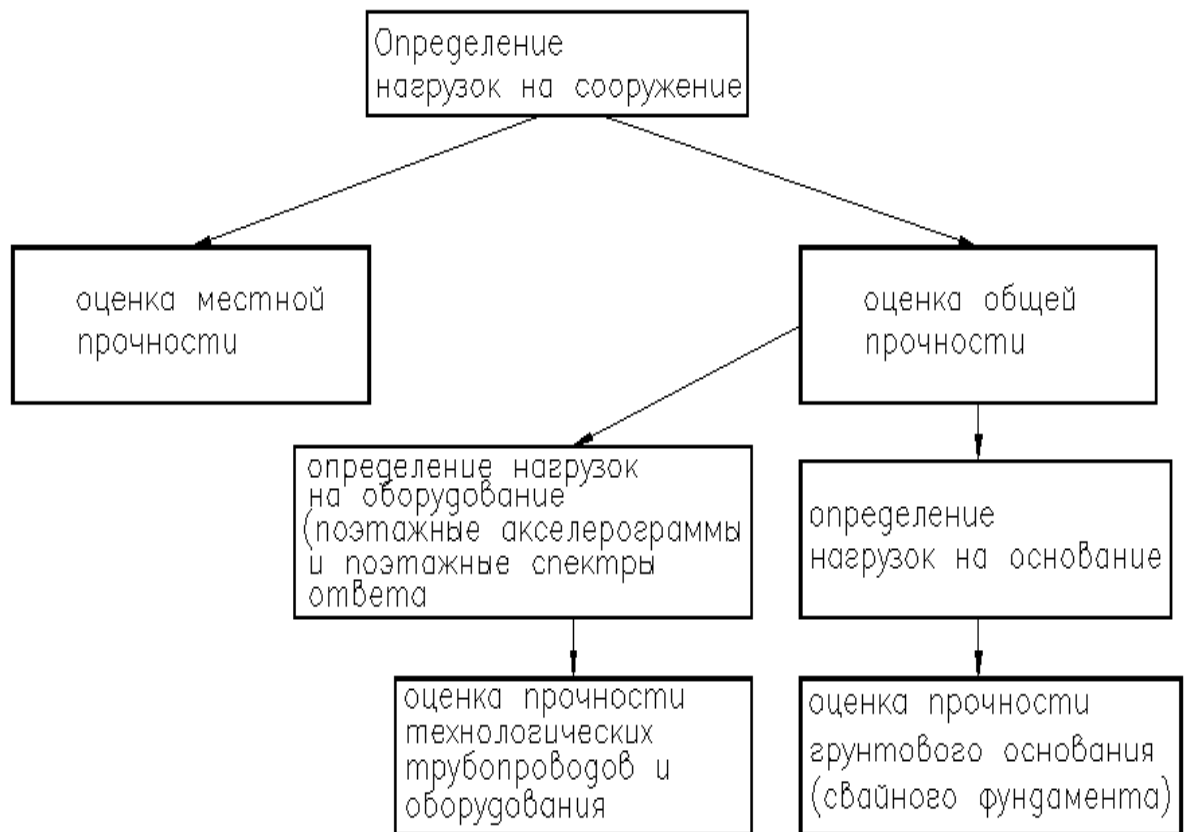 Определение
нагрузок на сооружение
оценка местной
прочности
оценка общей
прочности
определение нагрузок
на оборудование
(поэтажные акселерограммы
и поэтажные спектры
ответа
определение
нагрузок на основание
оценка прочности
технологических
трубопроводов и
оборудования
оценка прочности
грунтового основания
(свайного фундамента)